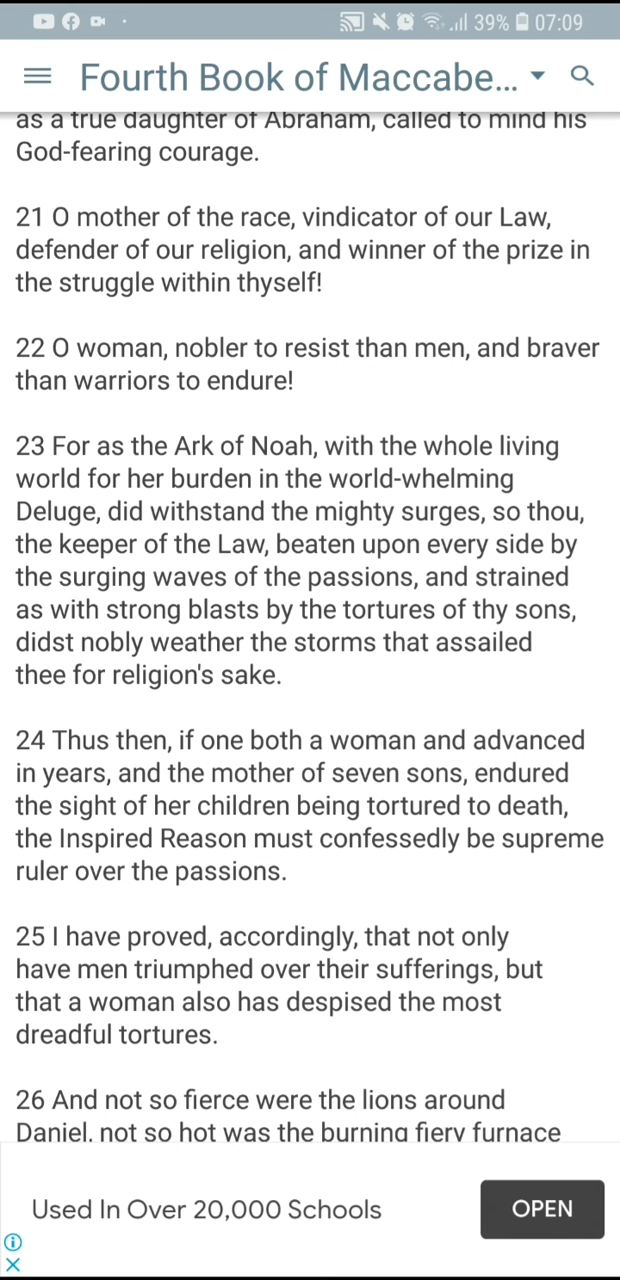 39% 07:09
Fourth Book of Maccabe...
as a true daughter of Abraham, called to mind his
God-fearing courage.
21 O mother of the race, vindicator of our Law,
defender of our religion, and winner of the prize in
the struggle within thyself!
22 O woman, nobler to resist than men, and braver
than warriors to endure!
23 For as the Ark of Noah, with the whole living
world for her burden in the world-whelming
Deluge, did withstand the mighty surges, so thou,
the keeper of the Law, beaten upon every side by
the surging waves of the passions, and strained
as with strong blasts by the tortures of thy sons,
didst nobly weather the storms that assailed
thee for religion's sake.
24 Thus then, if one both a woman and advanced
in years, and the mother of seven sons, endured
the sight of her children being tortured to death,
the Inspired Reason must confessedly be supreme
ruler over the passions.
25 I have proved, accordingly, that not only
have men triumphed over their sufferings, but
that a woman also has despised the most
dreadful tortures.
26 And not so fierce were the lions around
Daniel, not so hot was the burning fiery furnace
Used In Over 20,000 Schools
OPEN